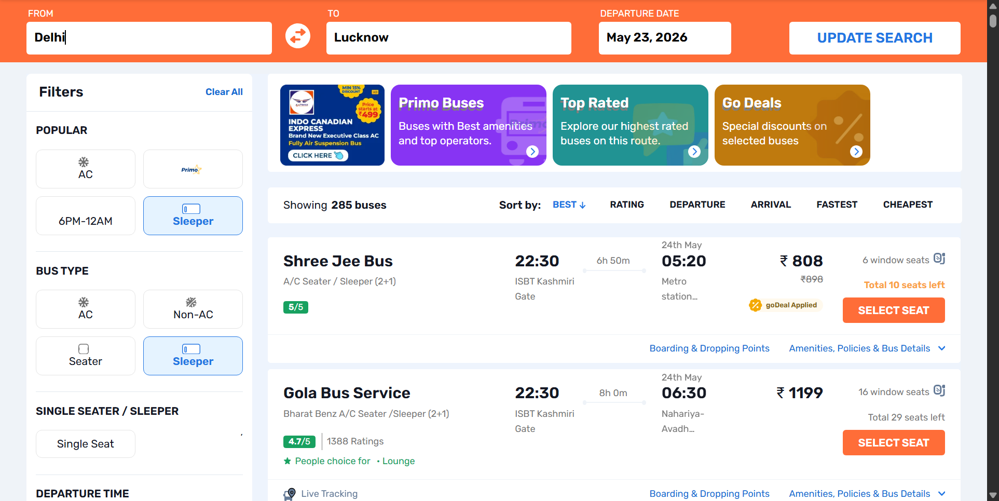 FROM
TO
DEPARTURE DATE
Delhi
Lucknow
May 23, 2026
UPDATE SEARCH
Filters
Clear All
POPULAR
AC
Primo
6PM-12AM
Sleeper
BUS TYPE
AC
Non-AC
Seater
Sleeper
SINGLE SEATER / SLEEPER
Single Seat
DEPARTURE TIME
MIN 15%
DISCOUNT
AD
EXPRESS
Price
starts at
₹499
INDO CANADIAN
EXPRESS
Brand New Executive Class AC
Fully Air Suspension Bus
CLICK HERE
Primo Buses
Buses with Best amenities
and top operators.
Top Rated
Explore our highest rated
buses on this route.
Go Deals
Special discounts on
selected buses
Showing 285 buses
Sort by: BEST RATING DEPARTURE ARRIVAL FASTEST CHEAPEST
Shree Jee Bus
A/C Seater / Sleeper (2+1)
5/5
22:30
ISBT Kashmiri
Gate
6h 50m
24th May
05:20
Metro
station...
₹ 808
₹898
goDeal Applied
6 window seats
Total 10 seats left
SELECT SEAT
Boarding & Dropping Points
Amenities, Policies & Bus Details
Gola Bus Service
Bharat Benz A/C Seater /Sleeper (2+1)
4.7/5
1388 Ratings
People choice for • Lounge
22:30
ISBT Kashmiri
Gate
8h 0m
24th May
06:30
Nahariya-
Avadh...
₹ 1199
16 window seats
Total 29 seats left
SELECT SEAT
Live Tracking
Boarding & Dropping Points
Amenities, Policies & Bus Details